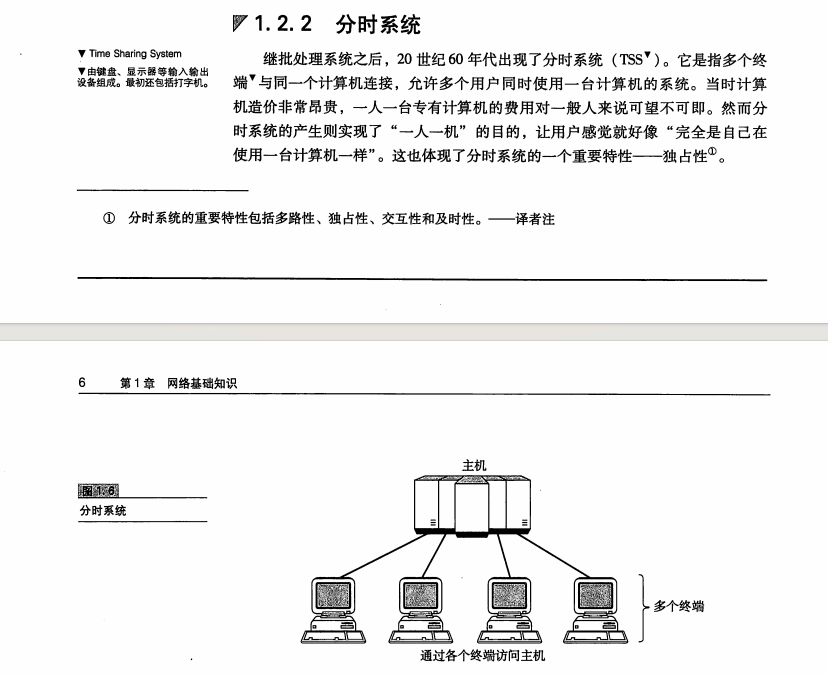 1.2.2 分时系统
▼ Time Sharing System
▼由键盘、显示器等输入输出
设备组成。最初还包括打字机。
继批处理系统之后，20 世纪 60 年代出现了分时系统（TSS▼）。它是指多个终
端▼与同一个计算机连接，允许多个用户同时使用一台计算机的系统。当时计算
机造价非常昂贵，一人一台专有计算机的费用对一般人来说可望不可即。然而分
时系统的产生则实现了“一人一机”的目的，让用户感觉就好像“完全是自己在
使用一台计算机一样”。这也体现了分时系统的一个重要特性——独占性①。
① 分时系统的重要特性包括多路性、独占性、交互性和及时性。——译者注
6 第 1 章 网络基础知识
图 1.6
分时系统
主机
多个终端
通过各个终端访问主机